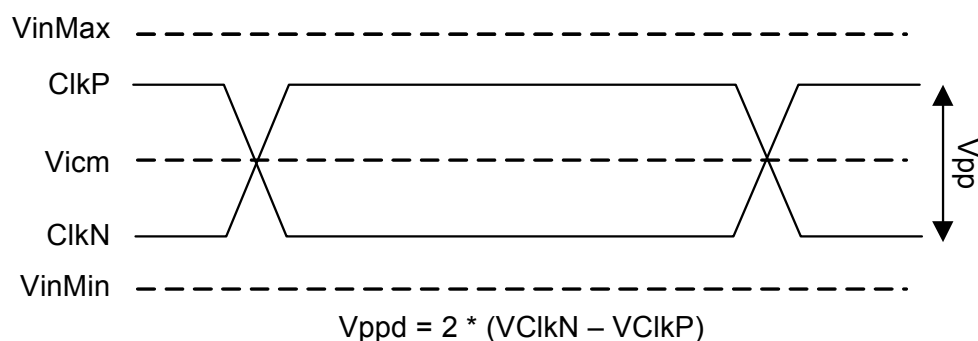 VinMax
ClkP
Vicm
Vpp
ClkN
VinMin
Vppd = 2 * (VClkN – VClkP)